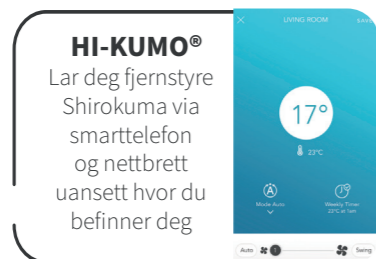 HI-KUMO®
Lar deg fjernstyre
Shirokuma via
smarttelefon
og nettbrett
uansett hvor du
befinner deg
LIVING ROOM
17°
23°C
Mode Auto
Weekly Timer
Auto
Swing